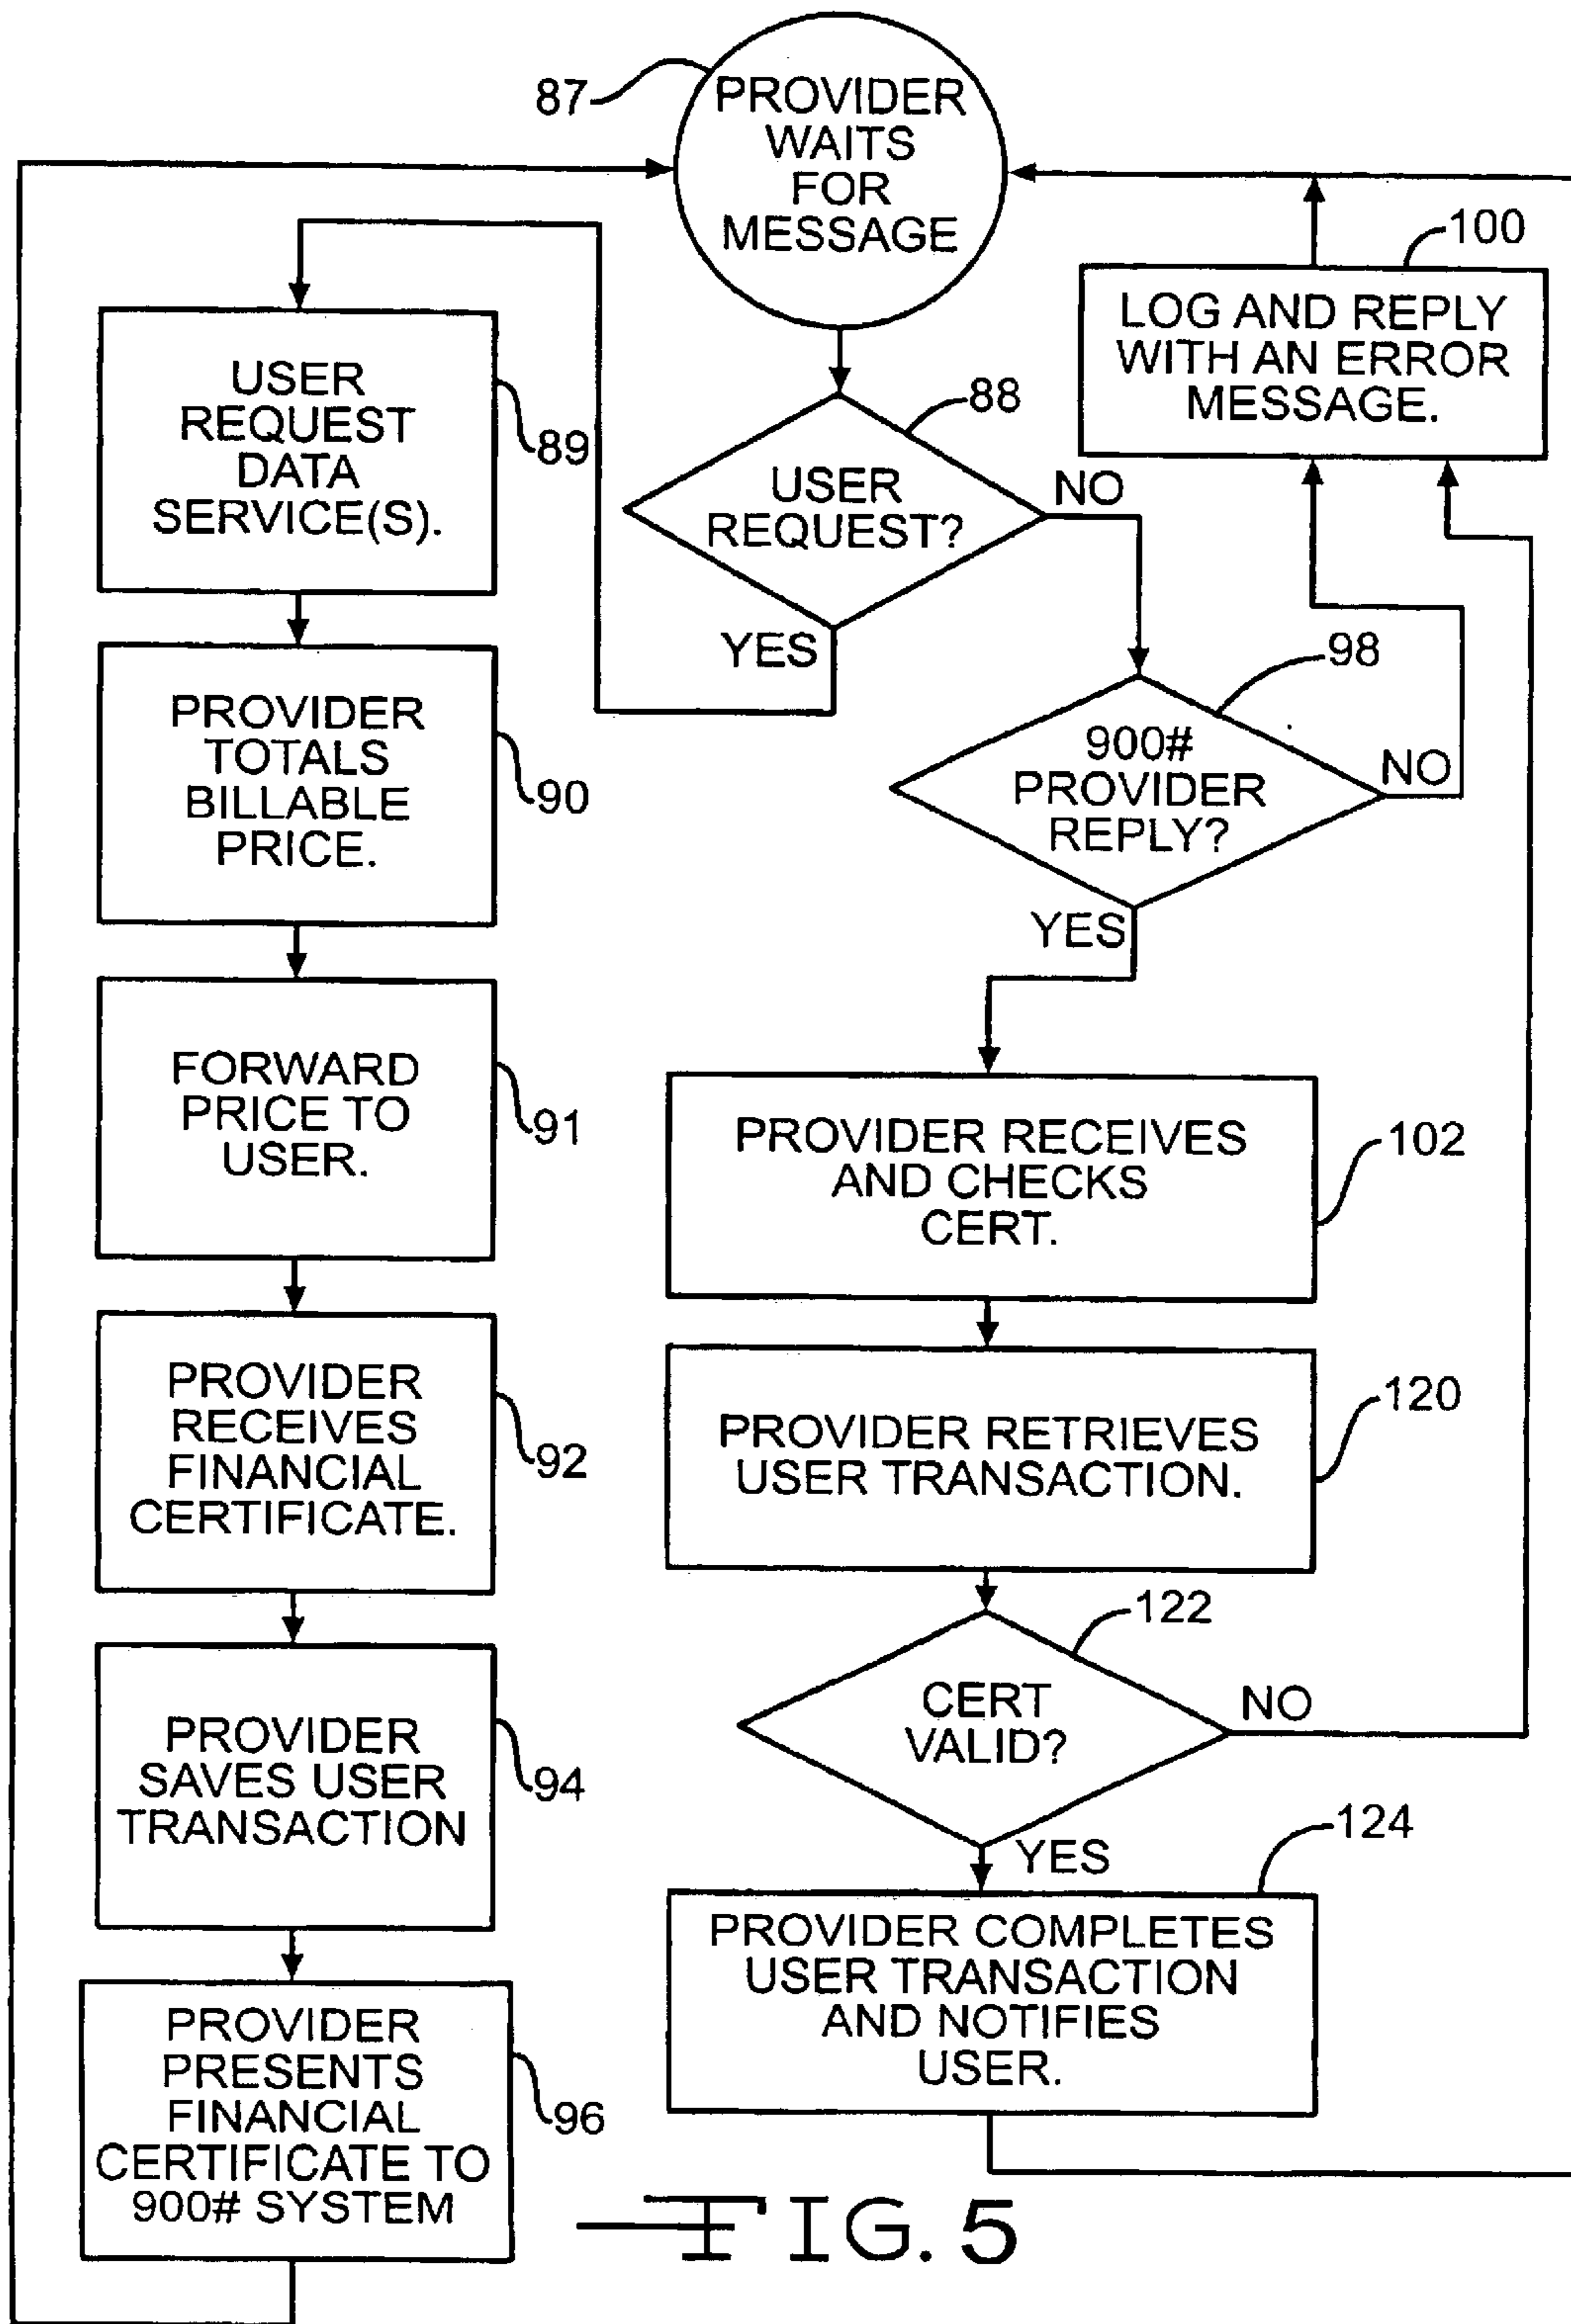 87
PROVIDER
WAITS
FOR
MESSAGE
100
LOG AND REPLY
WITH AN ERROR
MESSAGE.
88
USER
REQUEST?
NO
YES
USER
REQUEST
DATA
SERVICE(S).
89
PROVIDER
TOTALS
BILLABLE
PRICE.
90
FORWARD
PRICE TO
USER.
91
PROVIDER
RECEIVES
FINANCIAL
CERTIFICATE.
92
PROVIDER
SAVES USER
TRANSACTION
94
PROVIDER
PRESENTS
FINANCIAL
CERTIFICATE TO
900# SYSTEM
96
98
900#
PROVIDER
REPLY?
NO
YES
PROVIDER RECEIVES
AND CHECKS
CERT.
102
PROVIDER RETRIEVES
USER TRANSACTION.
120
122
CERT
VALID?
NO
YES
124
PROVIDER COMPLETES
USER TRANSACTION
AND NOTIFIES
USER.
FIG. 5